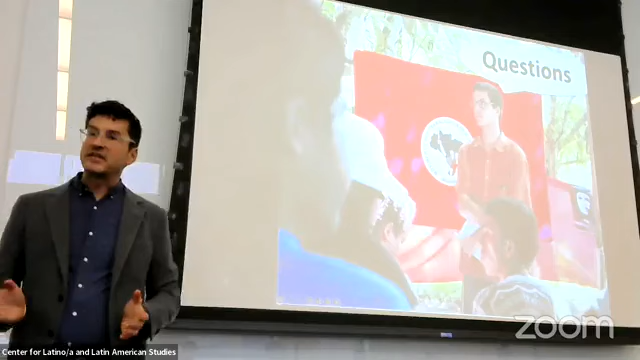 Questions
zoom
Center for Latino/a and Latin American Studies